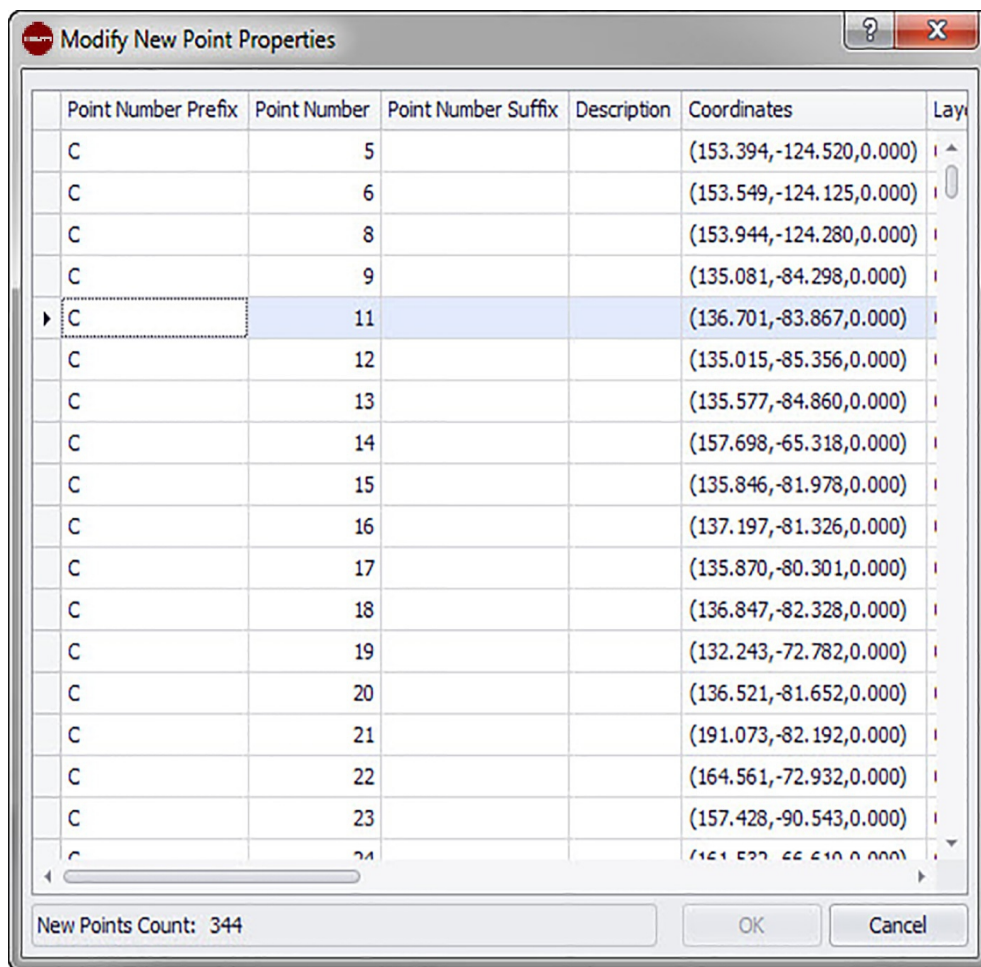 Modify New Point Properties
Point Number Prefix Point Number Point Number Suffix Description Coordinates
C 5 (153.394,-124.520,0.000)
C 6 (153.549,-124.125,0.000)
C 8 (153.944,-124.280,0.000)
C 9 (135.081,-84.298,0.000)
C 11 (136.701,-83.867,0.000)
C 12 (135.015,-85.356,0.000)
C 13 (135.577,-84.860,0.000)
C 14 (157.698,-65.318,0.000)
C 15 (135.846,-81.978,0.000)
C 16 (137.197,-81.326,0.000)
C 17 (135.870,-80.301,0.000)
C 18 (136.847,-82.328,0.000)
C 19 (132.243,-72.782,0.000)
C 20 (136.521,-81.652,0.000)
C 21 (191.073,-82.192,0.000)
C 22 (164.561,-72.932,0.000)
C 23 (157.428,-90.543,0.000)
C 24
New Points Count: 344 OK Cancel